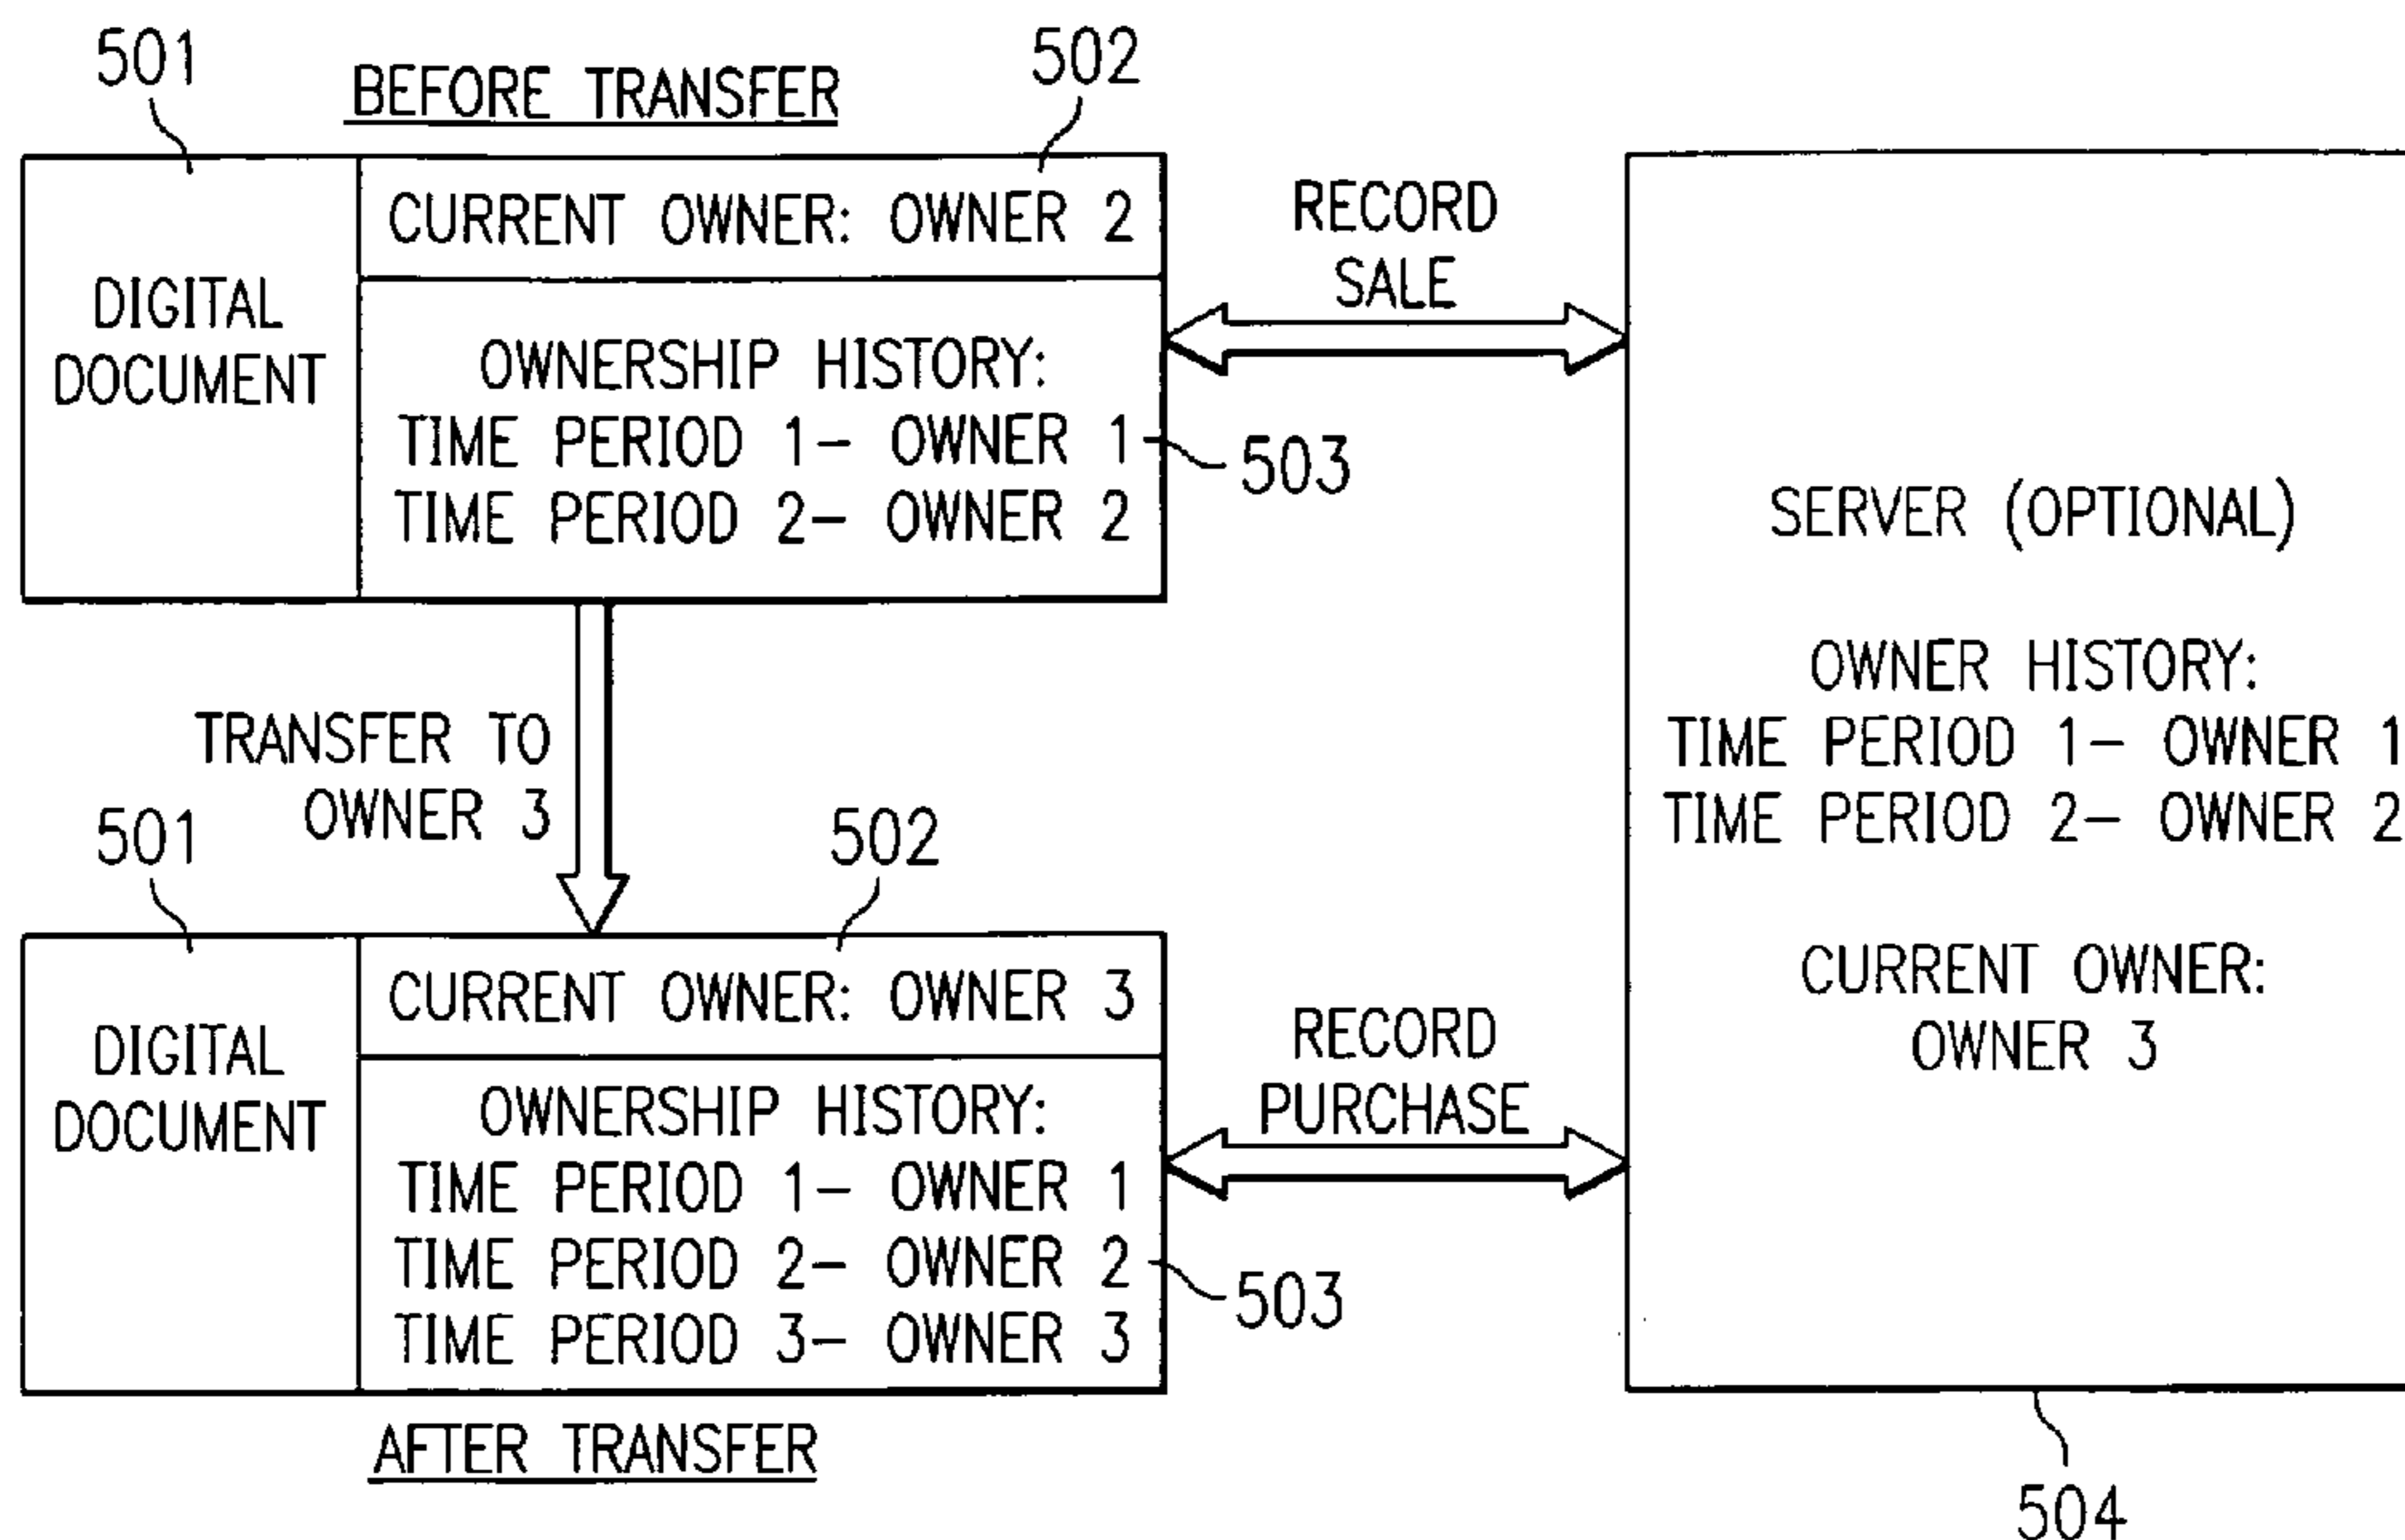 501
BEFORE TRANSFER
502
DIGITAL
DOCUMENT
CURRENT OWNER: OWNER 2
OWNERSHIP HISTORY:
TIME PERIOD 1– OWNER 1
TIME PERIOD 2– OWNER 2
503
RECORD
SALE
TRANSFER TO
OWNER 3
501
502
DIGITAL
DOCUMENT
CURRENT OWNER: OWNER 3
OWNERSHIP HISTORY:
TIME PERIOD 1– OWNER 1
TIME PERIOD 2– OWNER 2
TIME PERIOD 3– OWNER 3
503
AFTER TRANSFER
RECORD
PURCHASE
SERVER (OPTIONAL)
OWNER HISTORY:
TIME PERIOD 1– OWNER 1
TIME PERIOD 2– OWNER 2
CURRENT OWNER:
OWNER 3
504